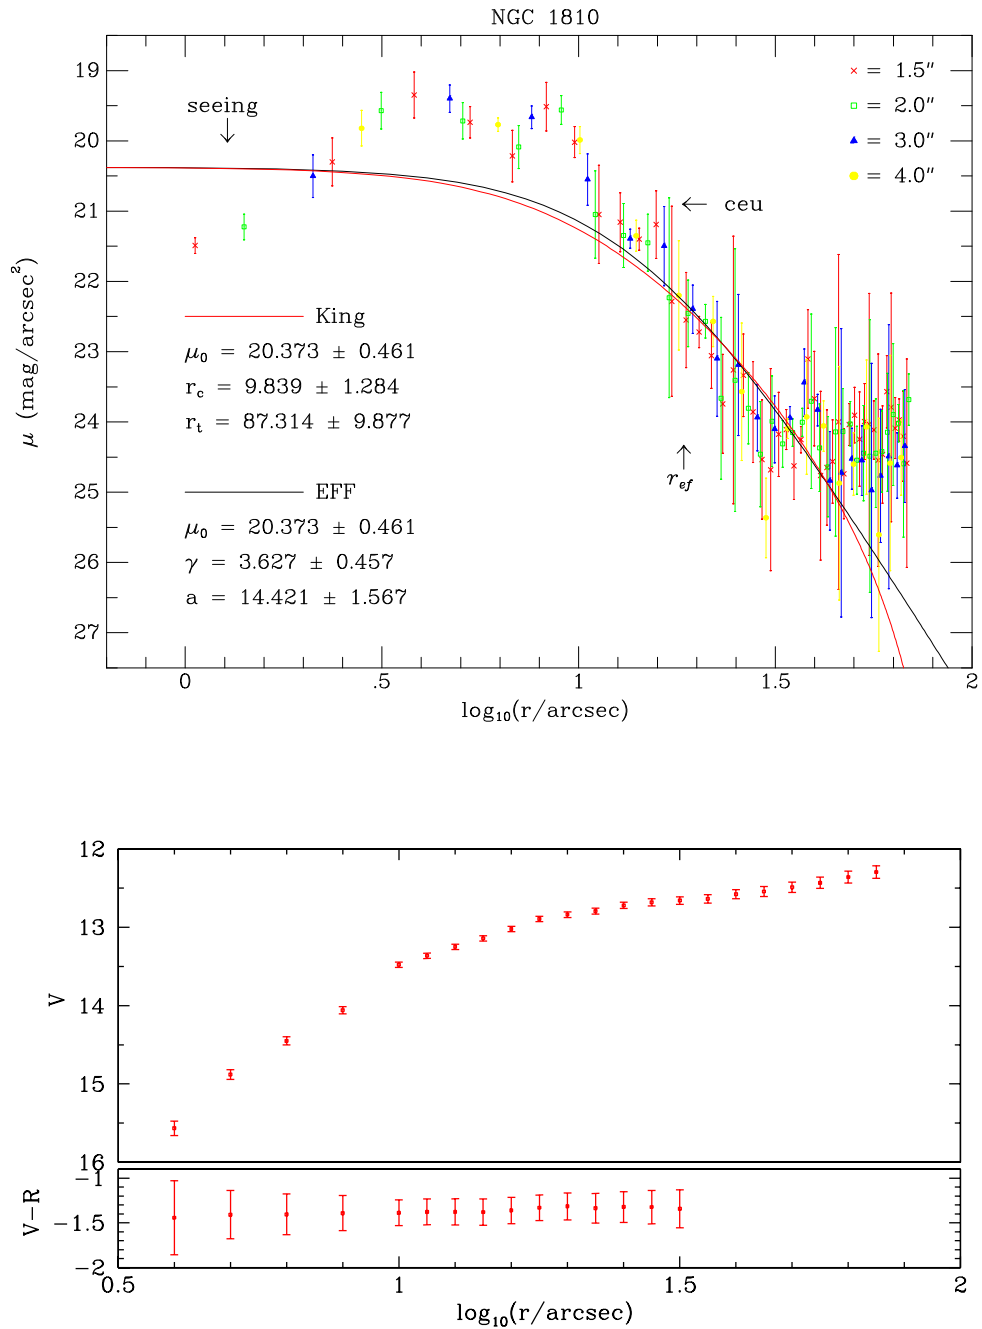 NGC 1810
19
20
21
22
23
24
25
26
27
μ (mag/arcsec²)
seeing
= 1.5″
= 2.0″
= 3.0″
= 4.0″
ceu
King
μ₀ = 20.373 ± 0.461
r_c = 9.839 ± 1.284
r_t = 87.314 ± 9.877
r_ef
EFF
μ₀ = 20.373 ± 0.461
γ = 3.627 ± 0.457
a = 14.421 ± 1.567
0 .5 1 1.5 2
log₁₀(r/arcsec)
12
13
14
15
16
V
−1
−1.5
−2
V−R
0.5 1 1.5 2
log₁₀(r/arcsec)